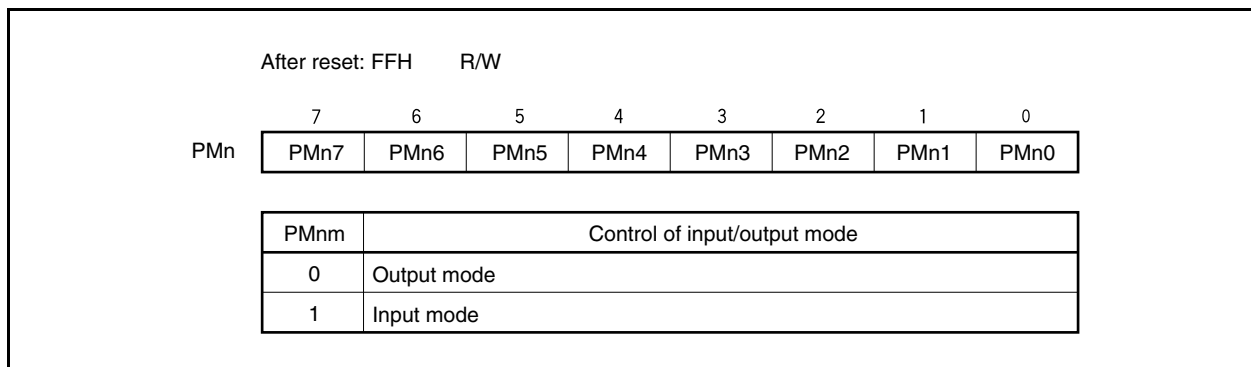 After reset: FFH R/W
7 6 5 4 3 2 1 0
PMn PMn7 PMn6 PMn5 PMn4 PMn3 PMn2 PMn1 PMn0
PMnm Control of input/output mode
0 Output mode
1 Input mode